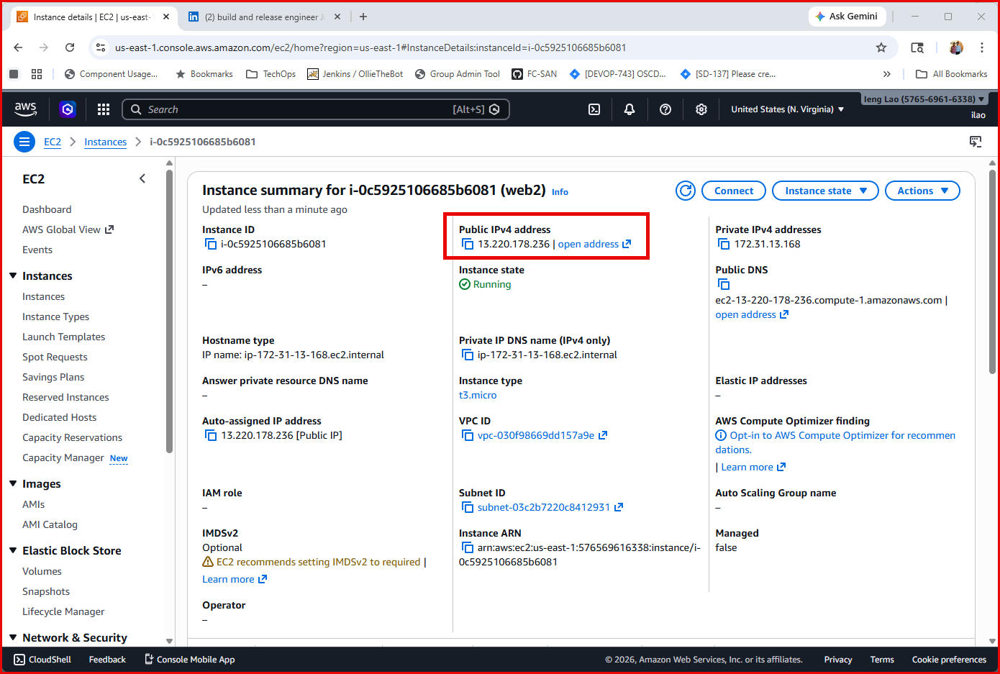 Instance details | EC2 | us-east-
(2) build and release engineer J
Ask Gemini
us-east-1.console.aws.amazon.com/ec2/home?region=us-east-1#InstanceDetails:instanceId=i-0c5925106685b6081
Component Usage...
Bookmarks
TechOps
Jenkins / OllieTheBot
Group Admin Tool
FC-SAN
[DEVOP-743] OSCD...
[SD-137] Please cre...
All Bookmarks
aws
Search
[Alt+S]
United States (N. Virginia)
Ieng Lao (5765-6961-6338)
ilao
EC2
Instances
i-0c5925106685b6081
EC2
Dashboard
AWS Global View
Events
Instances
Instances
Instance Types
Launch Templates
Spot Requests
Savings Plans
Reserved Instances
Dedicated Hosts
Capacity Reservations
Capacity Manager New
Images
AMIs
AMI Catalog
Elastic Block Store
Volumes
Snapshots
Lifecycle Manager
Network & Security
Instance summary for i-0c5925106685b6081 (web2) Info
Updated less than a minute ago
Connect
Instance state
Actions
Instance ID
i-0c5925106685b6081
Public IPv4 address
13.220.178.236 | open address
Private IPv4 addresses
172.31.13.168
IPv6 address
–
Instance state
Running
Public DNS
ec2-13-220-178-236.compute-1.amazonaws.com |
open address
Hostname type
IP name: ip-172-31-13-168.ec2.internal
Private IP DNS name (IPv4 only)
ip-172-31-13-168.ec2.internal
Answer private resource DNS name
–
Instance type
t3.micro
Elastic IP addresses
–
Auto-assigned IP address
13.220.178.236 [Public IP]
VPC ID
vpc-030f98669dd157a9e
AWS Compute Optimizer finding
Opt-in to AWS Compute Optimizer for recommen
dations.
| Learn more
IAM role
–
Subnet ID
subnet-03c2b7220c8412931
Auto Scaling Group name
–
IMDSv2
Optional
EC2 recommends setting IMDSv2 to required |
Learn more
Instance ARN
arn:aws:ec2:us-east-1:576569616338:instance/i-
0c5925106685b6081
Managed
false
Operator
–
CloudShell
Feedback
Console Mobile App
© 2026, Amazon Web Services, Inc. or its affiliates.
Privacy
Terms
Cookie preferences